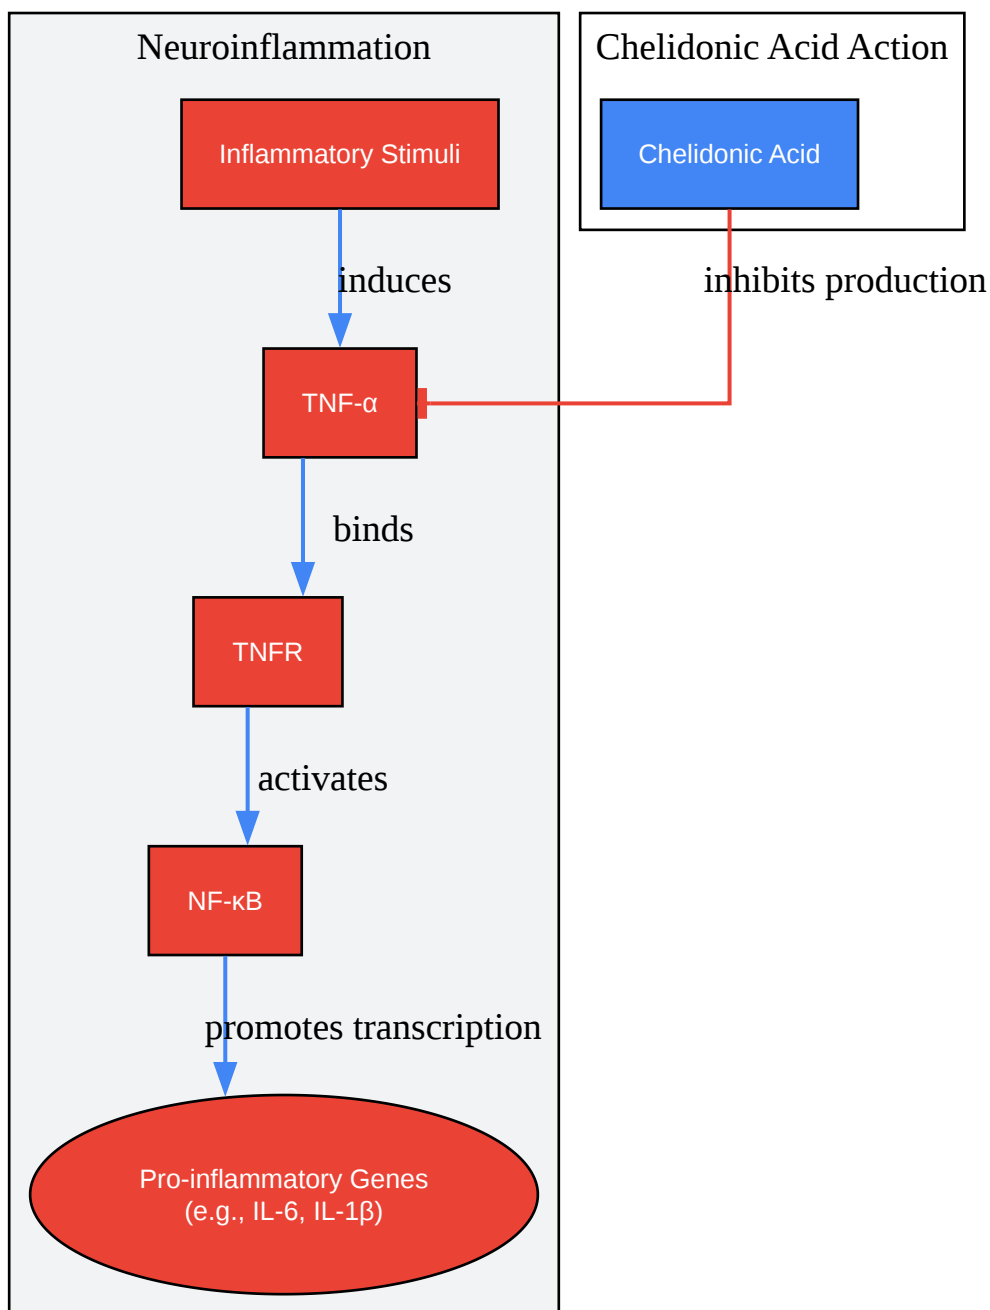 Neuroinflammation
Chelidonic Acid Action
Inflammatory Stimuli
Chelidonic Acid
induces
inhibits production
TNF-α
binds
TNFR
activates
NF-κB
promotes transcription
Pro-inflammatory Genes
(e.g., IL-6, IL-1β)